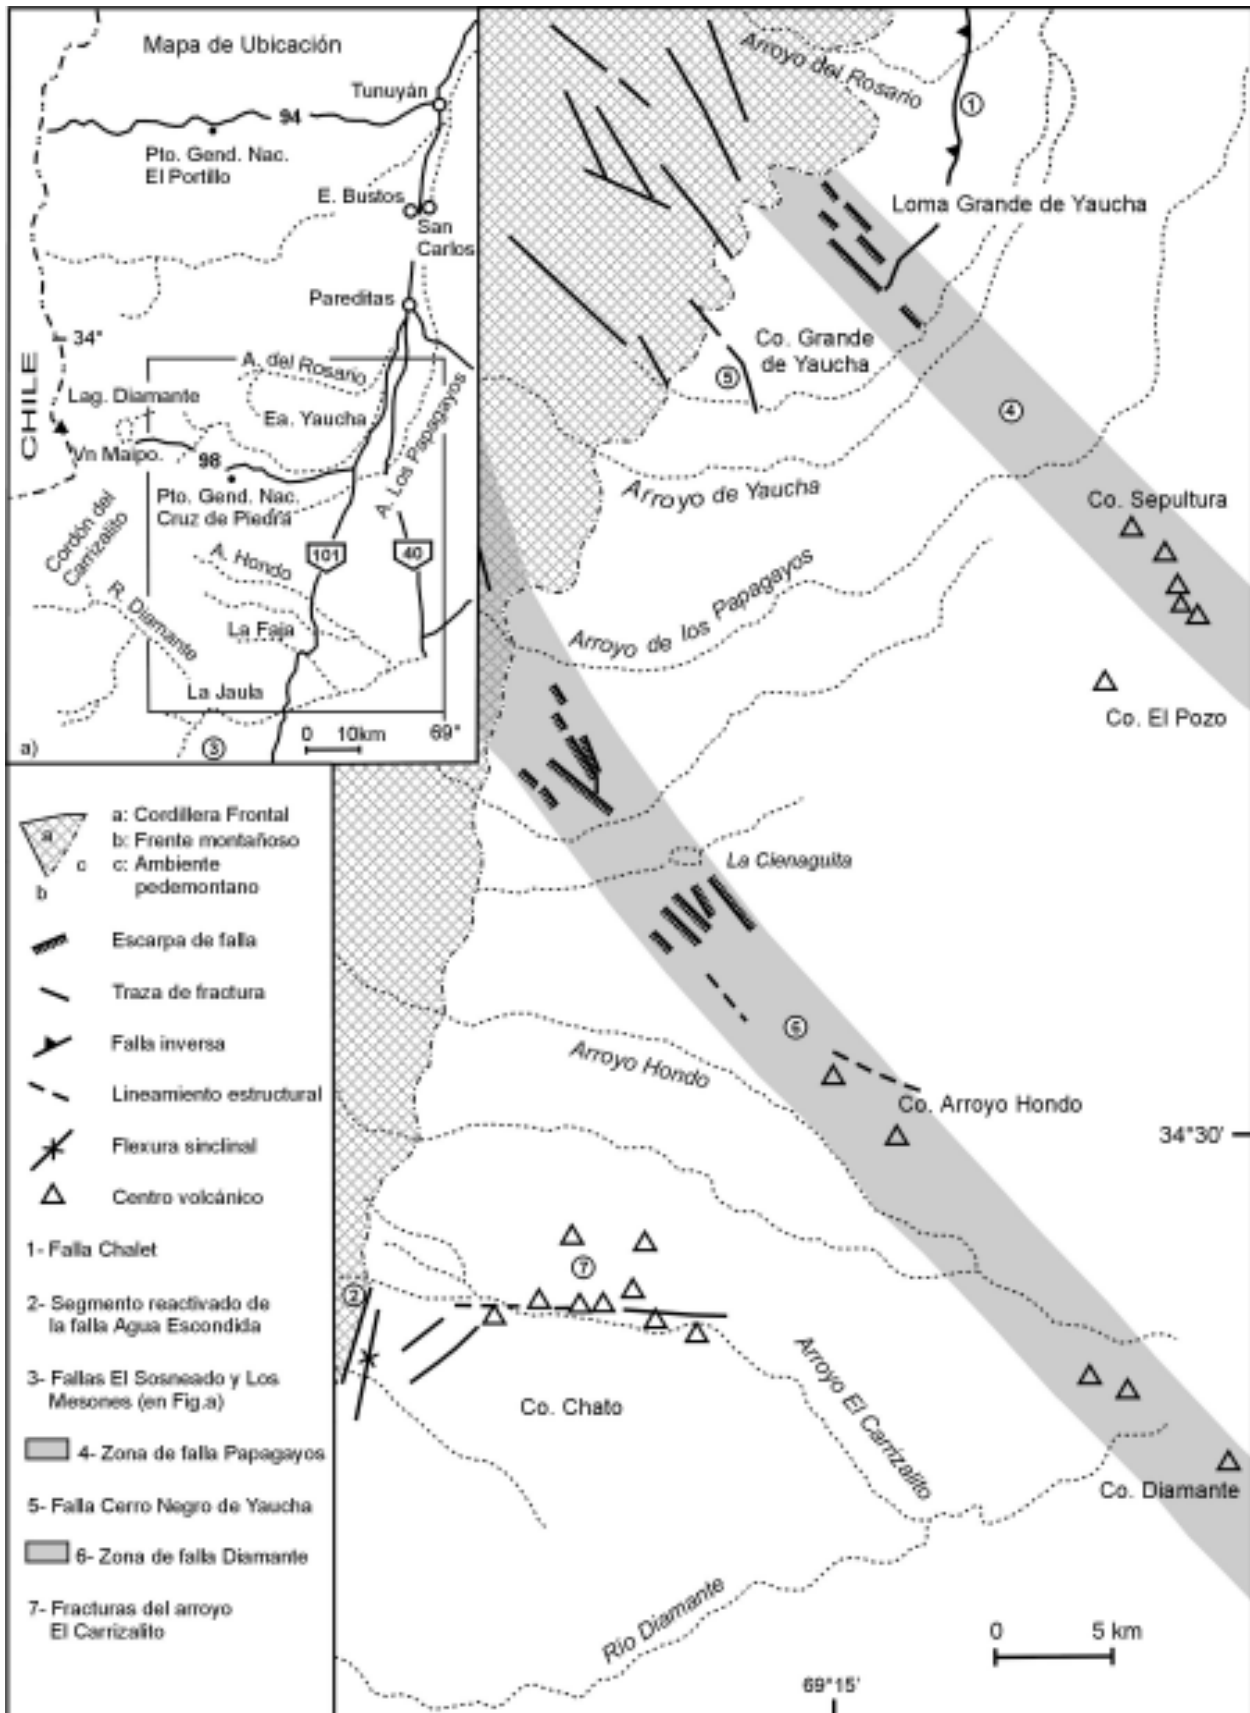 Mapa de Ubicación
Tunuyán
94
Pto. Gend. Nac.
El Portillo
E. Bustos
San
Carlos
Pareditas
34°
CHILE
A. del Rosario
Lag. Diamante
Ea. Yaucha
A. Los Papagayos
Vn Maipo.
98
Pto. Gend. Nac.
Cruz de Piedra
Cordón del
Carrizalito
A. Hondo
101
40
R. Diamante
La Faja
La Jaula
0 10km
69°
a)
3
Arroyo del Rosario
1
Loma Grande de Yaucha
Co. Grande
de Yaucha
5
4
Arroyo de Yaucha
Co. Sepultura
Arroyo de los Papagayos
Co. El Pozo
La Cienaguita
6
Arroyo Hondo
Co. Arroyo Hondo
34°30'
7
2
Co. Chato
Arroyo El Carrizalito
Co. Diamante
Río Diamante
0 5 km
69°15'
a
b
c
a: Cordillera Frontal
b: Frente montañoso
c: Ambiente
pedemontano
Escarpa de falla
Traza de fractura
Falla inversa
Lineamiento estructural
Flexura sinclinal
Centro volcánico
1- Falla Chalet
2- Segmento reactivado de
la falla Agua Escondida
3- Fallas El Sosneado y Los
Mesones (en Fig.a)
4- Zona de falla Papagayos
5- Falla Cerro Negro de Yaucha
6- Zona de falla Diamante
7- Fracturas del arroyo
El Carrizalito